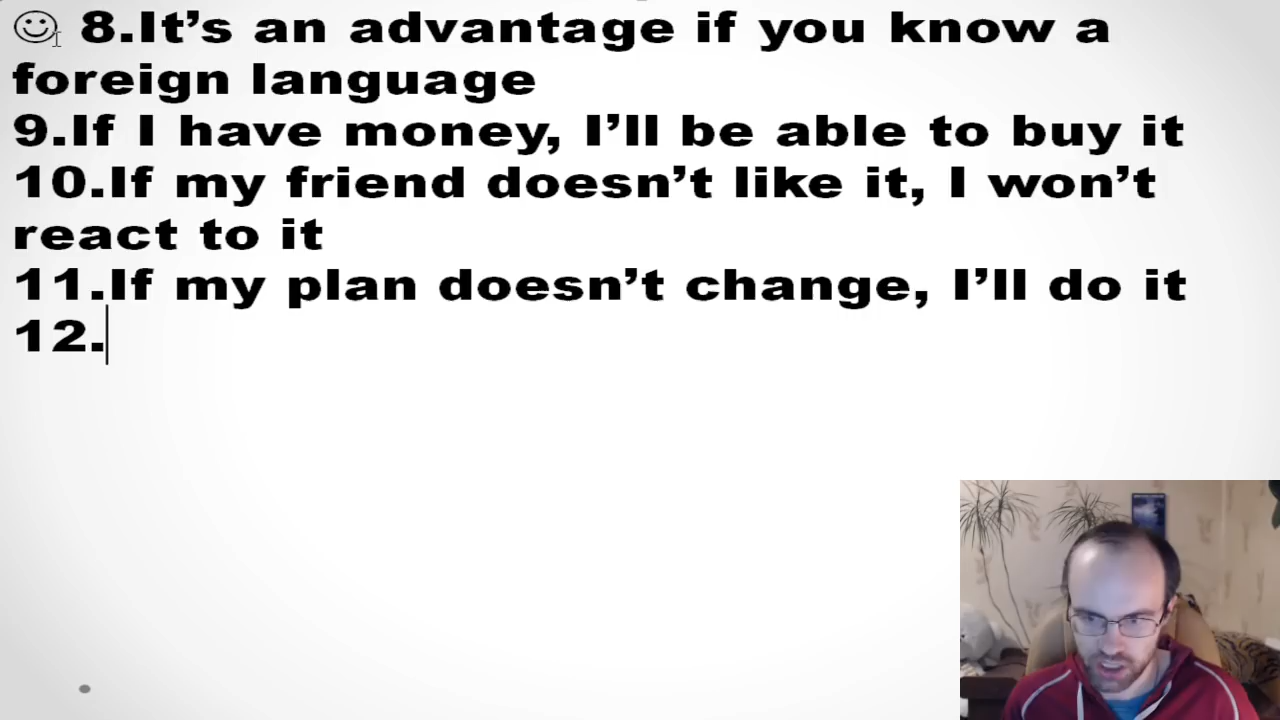 ☺ 8.It’s an advantage if you know a
foreign language
9.If I have money, I’ll be able to buy it
10.If my friend doesn’t like it, I won’t
react to it
11.If my plan doesn’t change, I’ll do it
12.